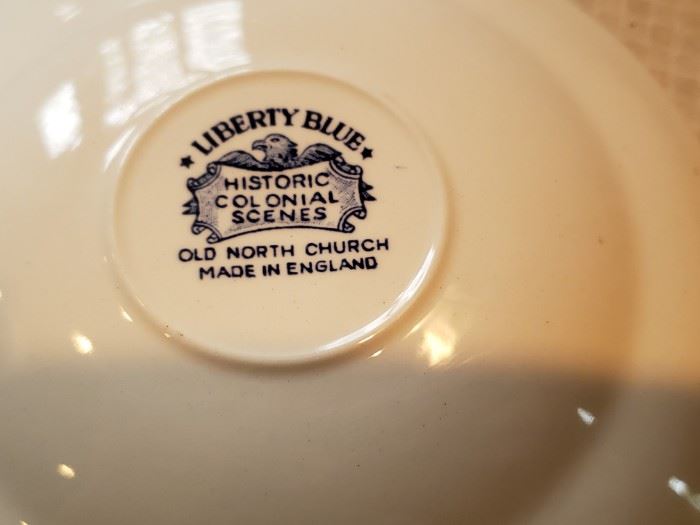 LIBERTY BLUE
HISTORIC
COLONIAL
SCENES
OLD NORTH CHURCH
MADE IN ENGLAND